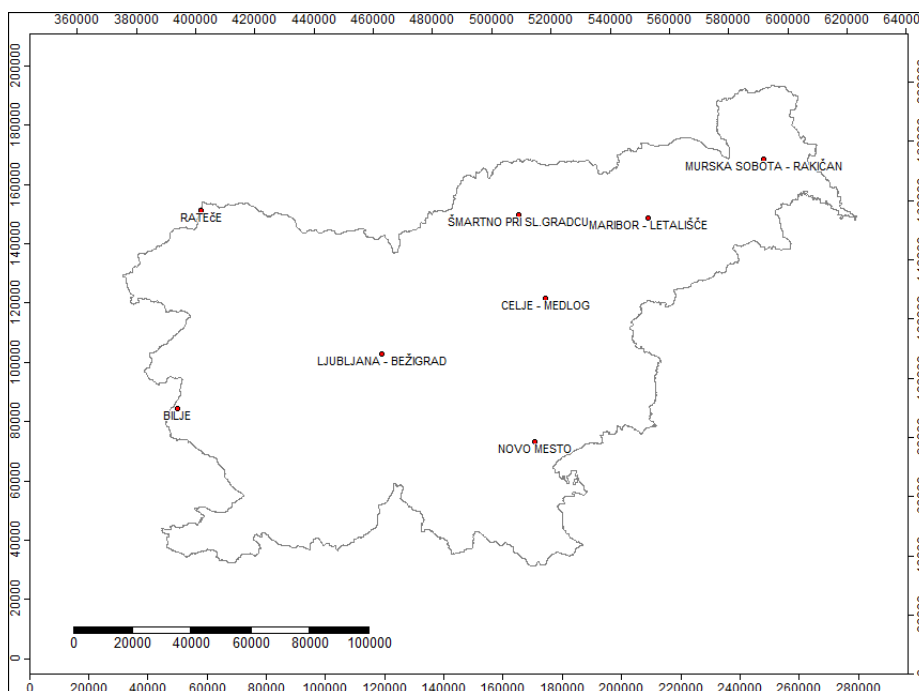 360000 380000 400000 420000 440000 460000 480000 500000 520000 540000 560000 580000 600000 620000
200000
180000
MURSKA SOBOTA - RAKIČAN
160000
RATEčE
ŠMARTNO PRI SL.GRADCU
MARIBOR - LETALIŠČE
140000
120000
CELJE - MEDLOG
LJUBLJANA - BEŽIGRAD
100000
80000
BILJE
NOVO MESTO
60000
40000
20000
0
0 20000 40000 60000 80000 100000
0 20000 40000 60000 80000 100000 120000 140000 160000 180000 200000 220000 240000 260000 280000